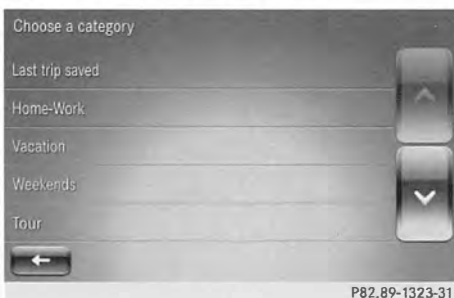 Choose a category
Last trip saved
Home-Work
Vacation
Weekends
Tour
P82.89-1323-31